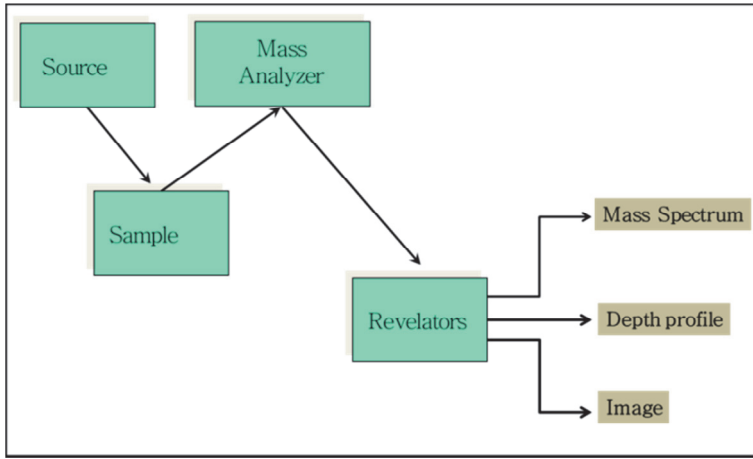 Source
Mass
Analyzer
Sample
Revelators
Mass Spectrum
Depth profile
Image